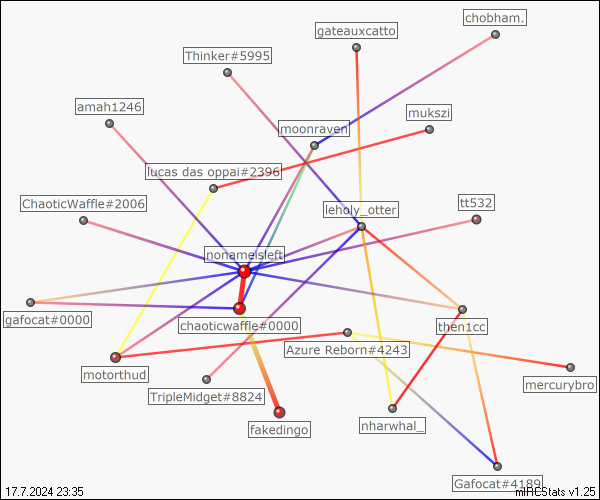 chobham.
gateauxcatto
Thinker#5995
amah1246
mukszi
moonraven
lucas das oppai#2396
ChaoticWaffle#2006
tt532
leholy_otter
nonameisleft
gafocat#0000
chaoticwaffle#0000
then1cc
Azure Reborn#4243
motorthud
mercurybro
TripleMidget#8824
nharwhal_
fakedingo
Gafocat#4189
17.7.2024 23:35
mIRCStats v1.25